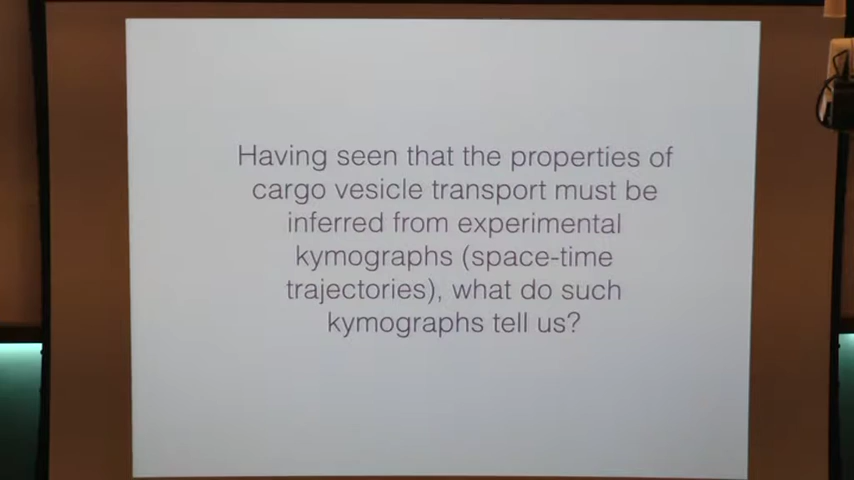 Having seen that the properties of
cargo vesicle transport must be
inferred from experimental
kymographs (space-time
trajectories), what do such
kymographs tell us?